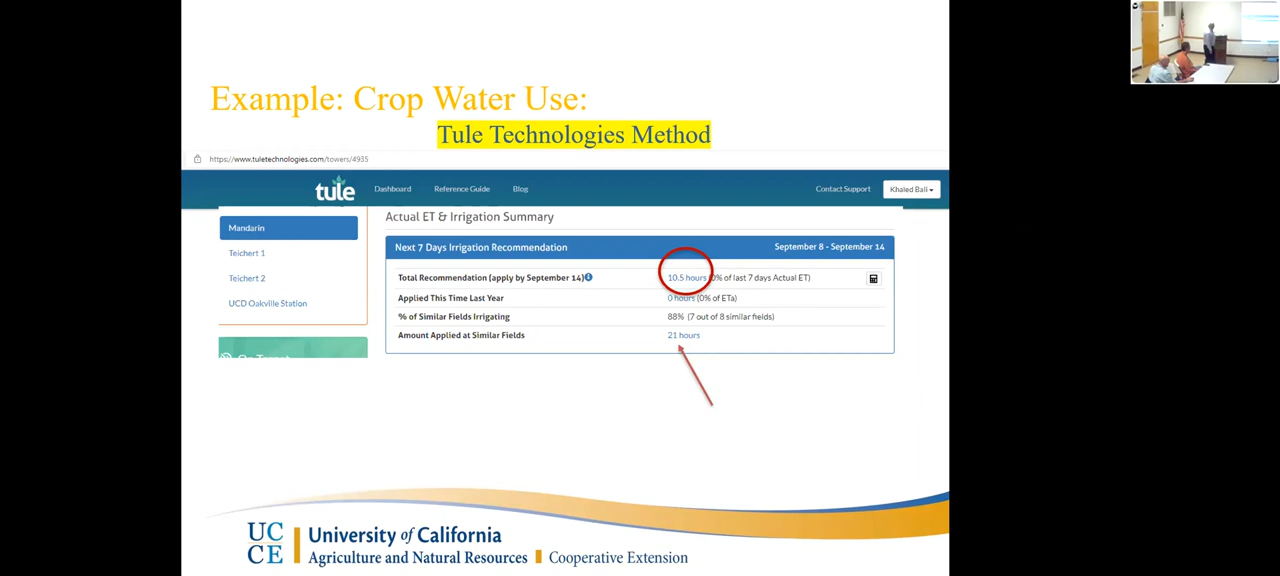 Example: Crop Water Use:
Tule Technologies Method
https://www.tuletechnologies.com/towers/4935
tule
Dashboard
Reference Guide
Blog
Contact Support
Khaled Bali
Mandarin
Teichert 1
Teichert 2
UCD Oakville Station
Actual ET & Irrigation Summary
Next 7 Days Irrigation Recommendation
September 8 - September 14
Total Recommendation (apply by September 14)
10.5 hours (0% of last 7 days Actual ET)
Applied This Time Last Year
0 hours (0% of ETa)
% of Similar Fields Irrigating
88% (7 out of 8 similar fields)
Amount Applied at Similar Fields
21 hours
On Target
UC
CE
University of California
Agriculture and Natural Resources
Cooperative Extension